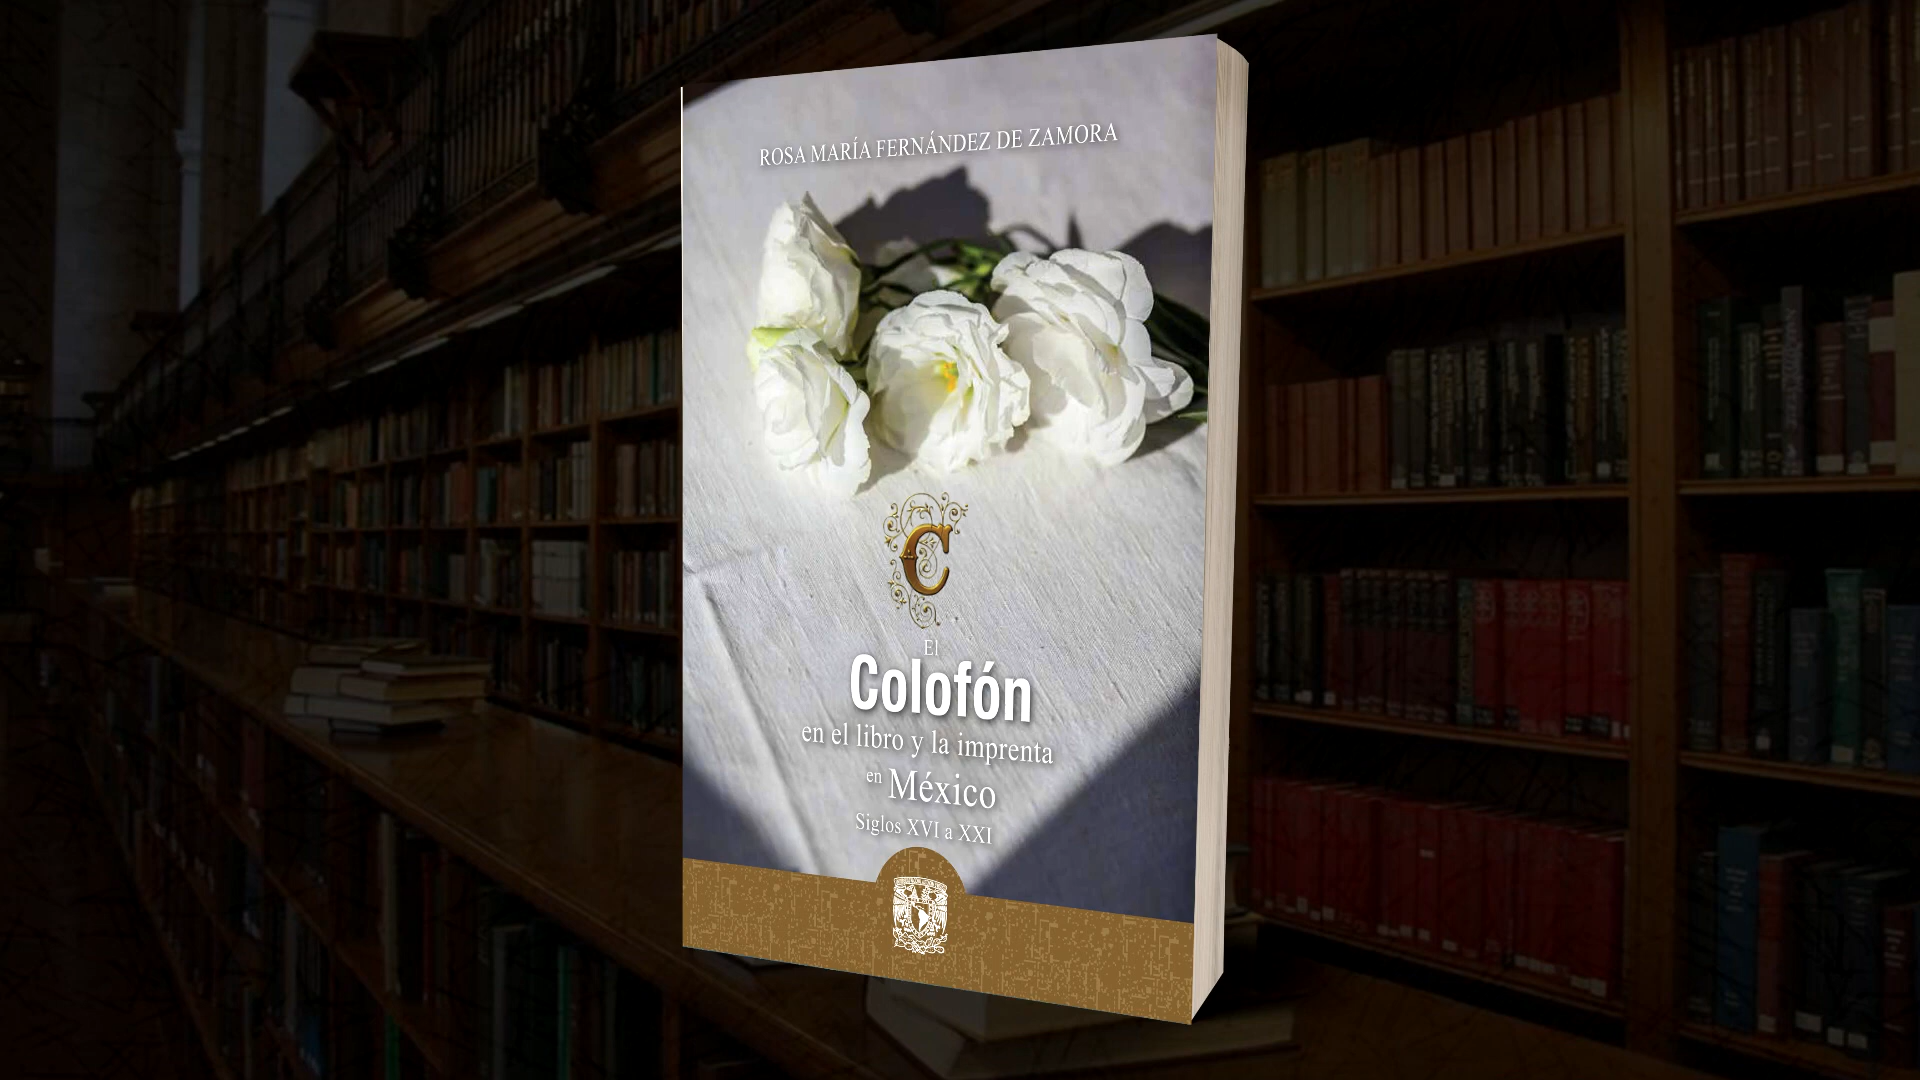 ROSA MARÍA FERNÁNDEZ DE ZAMORA
C
El
Colofón
en el libro y la imprenta
en México
Siglos XVI a XXI